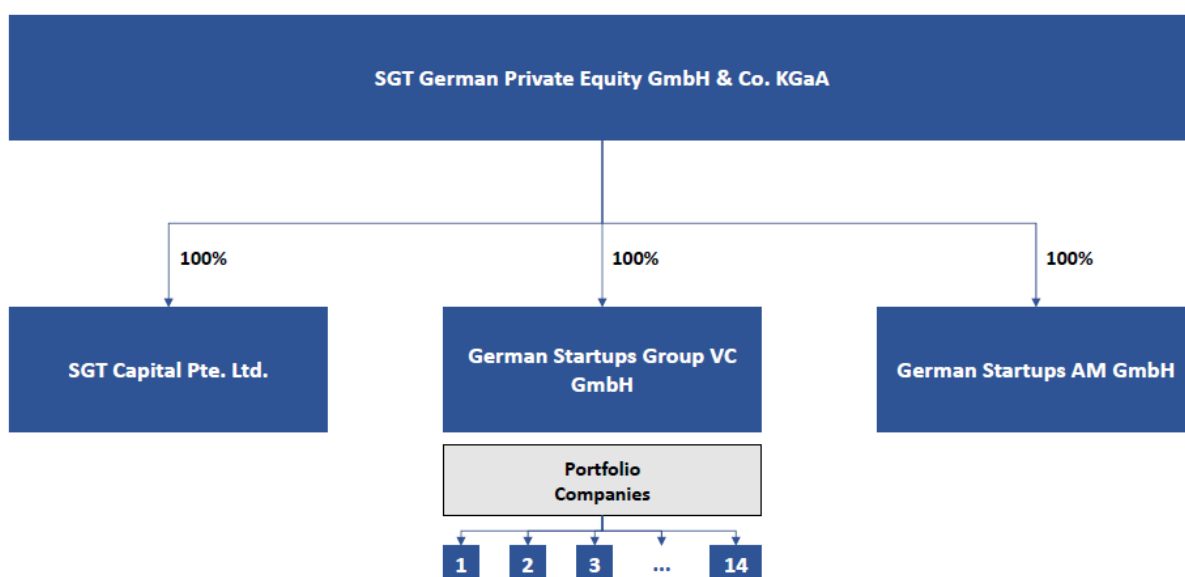 SGT German Private Equity GmbH & Co. KGaA
100%
100%
100%
SGT Capital Pte. Ltd.
German Startups Group VC
GmbH
German Startups AM GmbH
Portfolio
Companies
1
2
3
...
14